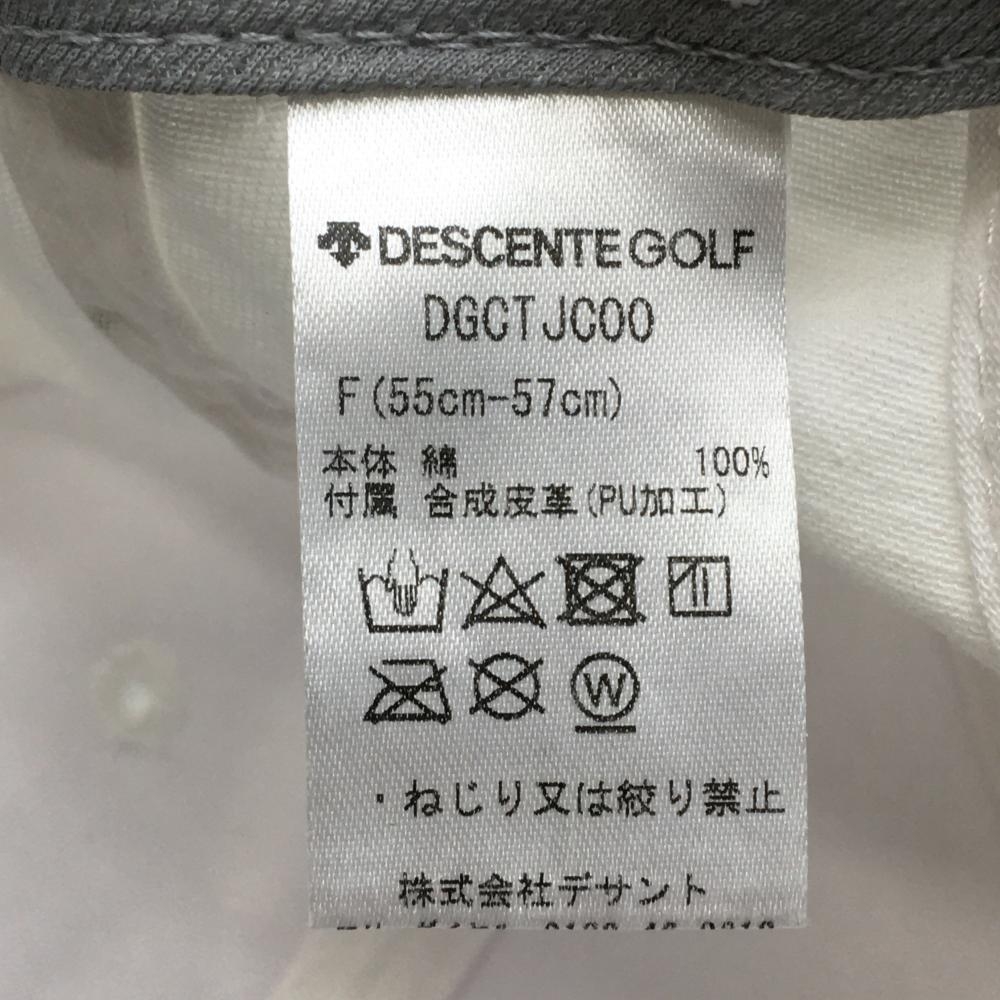 DESCENTE GOLF
DGCTJC00
F(55cm-57cm)
本体 綿 100%
付属 合成皮革(PU加工)
W
・ねじり又は絞り禁止
株式会社デサント